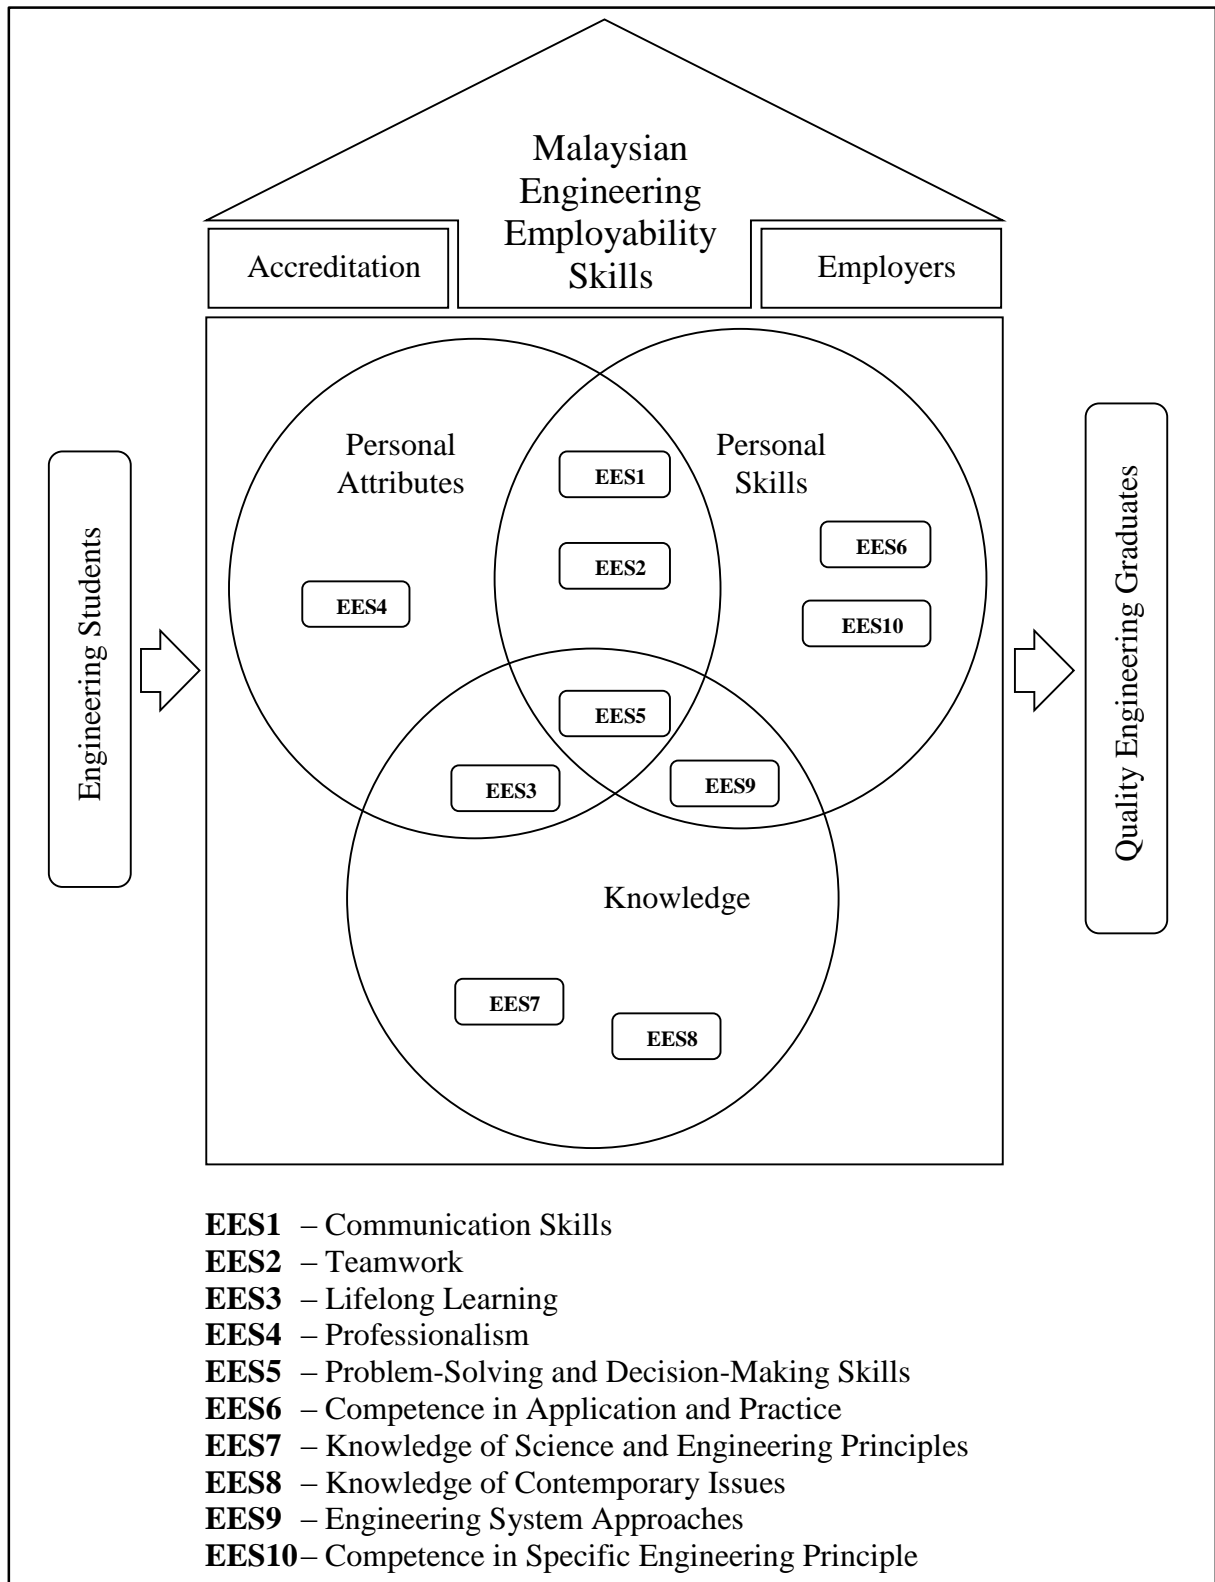 Malaysian
Engineering
Employability
Skills
Accreditation
Employers
Personal
Attributes
Personal
Skills
EES1
EES6
EES2
EES4
EES10
EES5
EES3
EES9
Knowledge
EES7
EES8
Engineering Students
Quality Engineering Graduates
EES1 – Communication Skills
EES2 – Teamwork
EES3 – Lifelong Learning
EES4 – Professionalism
EES5 – Problem-Solving and Decision-Making Skills
EES6 – Competence in Application and Practice
EES7 – Knowledge of Science and Engineering Principles
EES8 – Knowledge of Contemporary Issues
EES9 – Engineering System Approaches
EES10 – Competence in Specific Engineering Principle